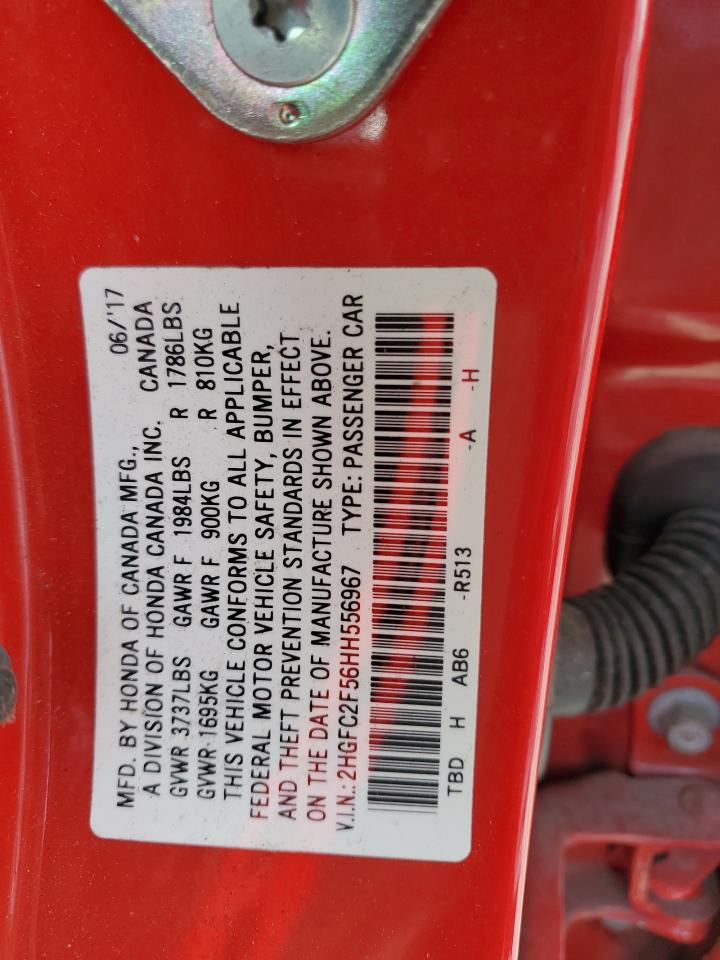 MFD. BY HONDA OF CANADA MFG., 06/'17
A DIVISION OF HONDA CANADA INC. CANADA
GVWR 3737LBS GAWR F 1984LBS R 1786LBS
GVWR 1695KG GAWR F 900KG R 810KG
THIS VEHICLE CONFORMS TO ALL APPLICABLE
FEDERAL MOTOR VEHICLE SAFETY, BUMPER,
AND THEFT PREVENTION STANDARDS IN EFFECT
ON THE DATE OF MANUFACTURE SHOWN ABOVE.
V.I.N.: 2HGFC2F56HH556967 TYPE: PASSENGER CAR
TBD H AB6 -R513 -A -H